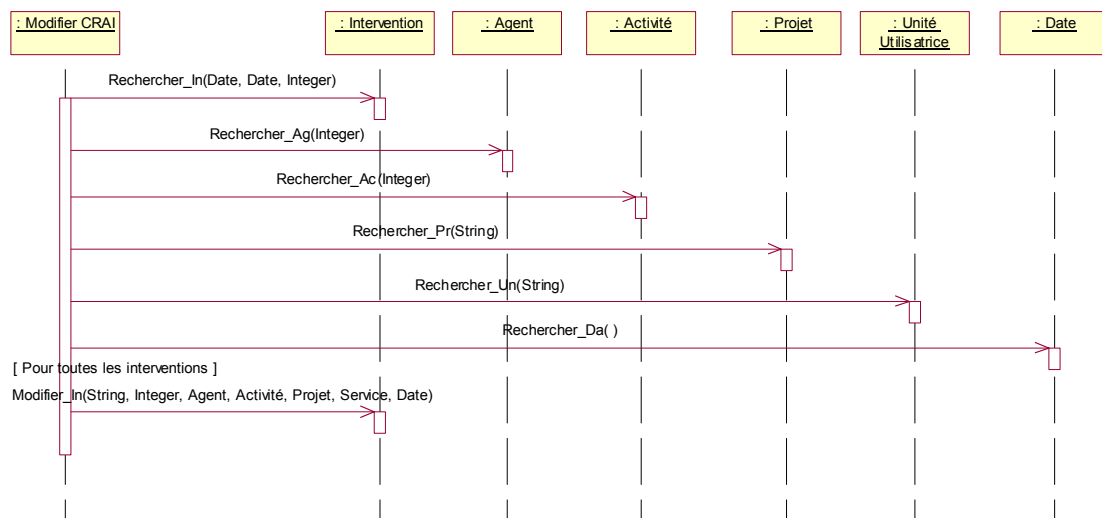 : Modifier CRAI
: Intervention
: Agent
: Activité
: Projet
: Unité
Utilisatrice
: Date
Rechercher_In(Date, Date, Integer)
Rechercher_Ag(Integer)
Rechercher_Ac(Integer)
Rechercher_Pr(String)
Rechercher_Un(String)
Rechercher_Da( )
[ Pour toutes les interventions ]
Modifier_In(String, Integer, Agent, Activité, Projet, Service, Date)